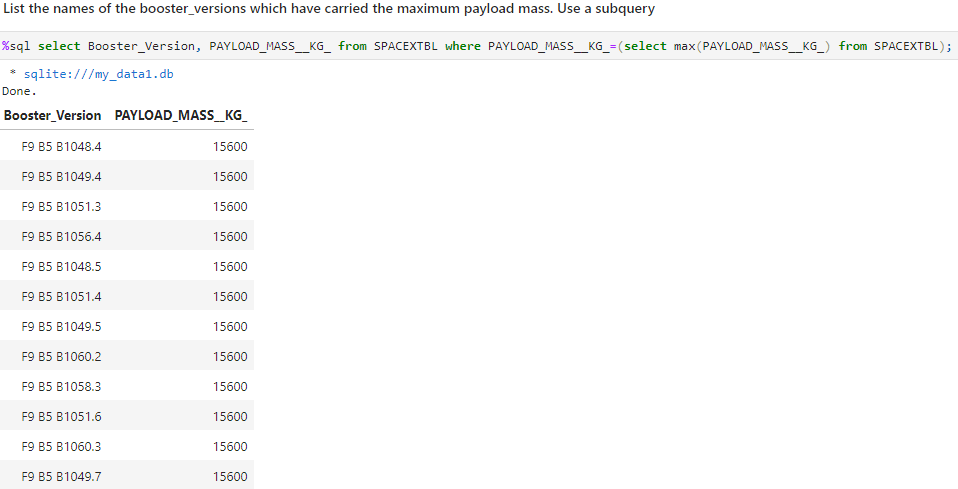 List the names of the booster_versions which have carried the maximum payload mass. Use a subquery
%sql select Booster_Version, PAYLOAD_MASS__KG_ from SPACEXTBL where PAYLOAD_MASS__KG_=(select max(PAYLOAD_MASS__KG_) from SPACEXTBL);
* sqlite:///my_data1.db
Done.
Booster_Version PAYLOAD_MASS__KG_
F9 B5 B1048.4 15600
F9 B5 B1049.4 15600
F9 B5 B1051.3 15600
F9 B5 B1056.4 15600
F9 B5 B1048.5 15600
F9 B5 B1051.4 15600
F9 B5 B1049.5 15600
F9 B5 B1060.2 15600
F9 B5 B1058.3 15600
F9 B5 B1051.6 15600
F9 B5 B1060.3 15600
F9 B5 B1049.7 15600